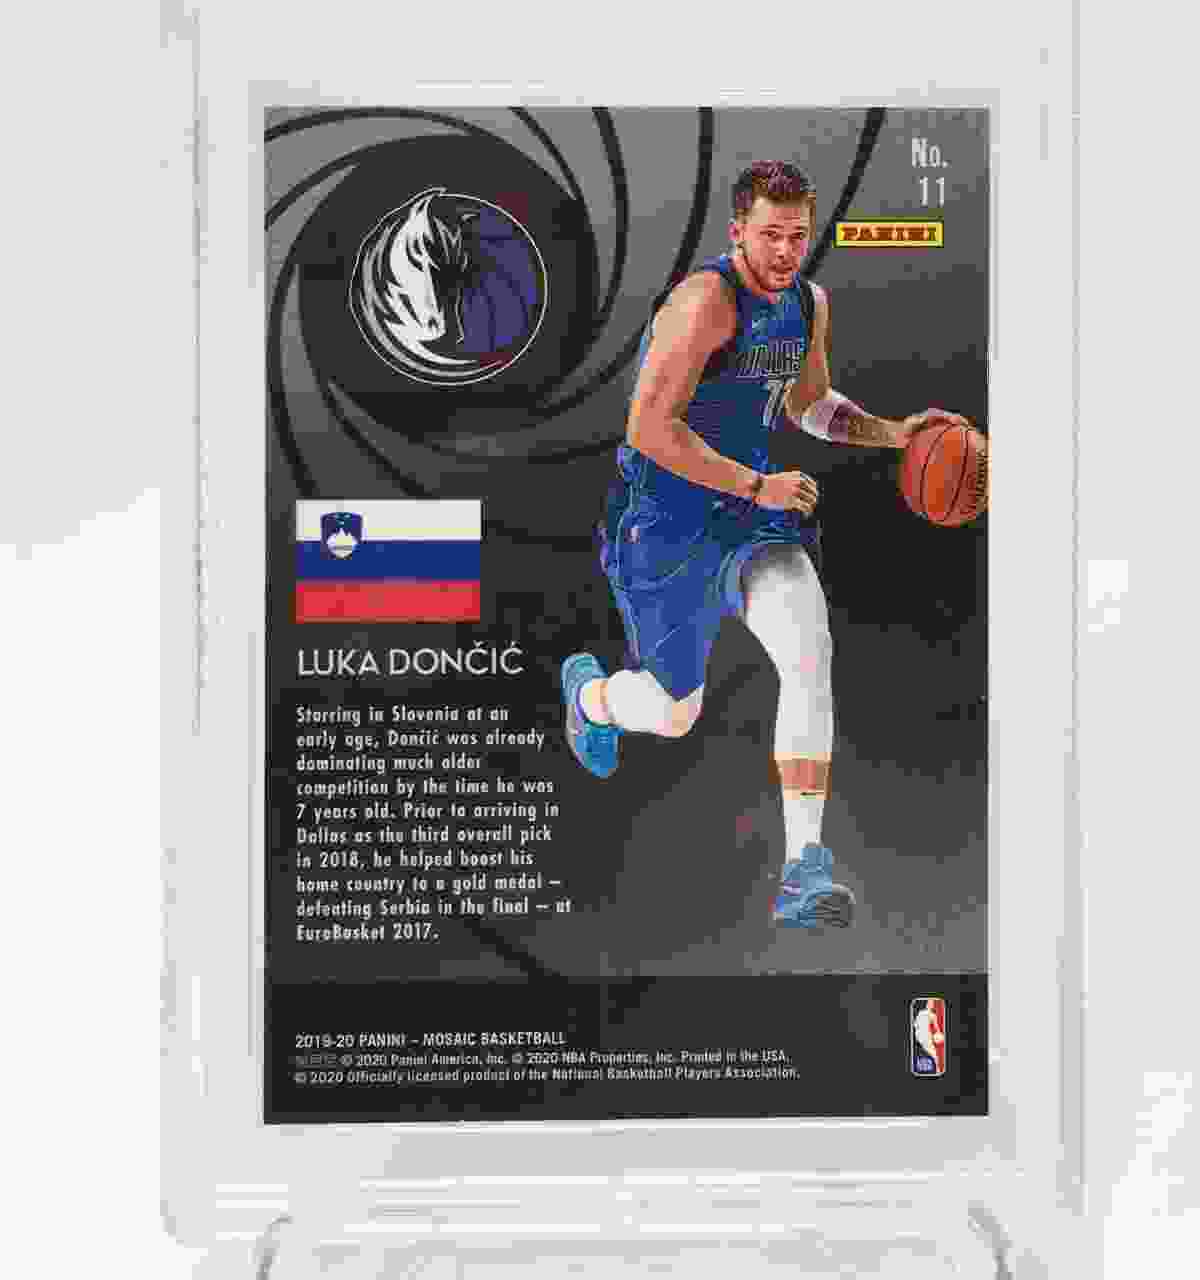 No.
11
PANINI
DALLAS
LUKA DONČIĆ
Starring in Slovenia at an
early age, Dončić was already
dominating much older
competition by the time he was
7 years old. Prior to arriving in
Dallas as the third overall pick
in 2018, he helped boost his
home country to a gold medal –
defeating Serbia in the final – at
EuroBasket 2017.
2019-20 PANINI – MOSAIC BASKETBALL
© 2020 Panini America, Inc. © 2020 NBA Properties, Inc. Printed in the USA.
© 2020 Officially licensed product of the National Basketball Players Association.
NBA